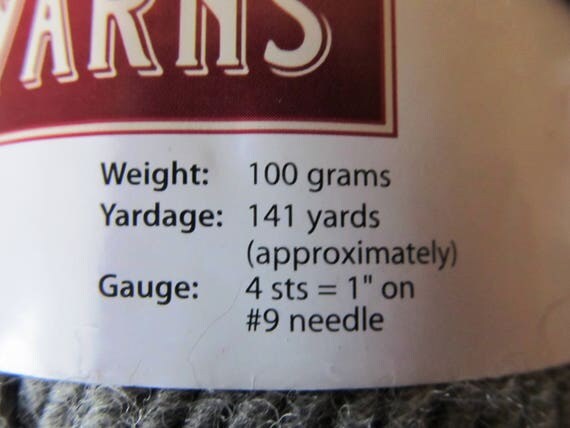 YARNS
Weight: 100 grams
Yardage: 141 yards
(approximately)
Gauge: 4 sts = 1" on
#9 needle